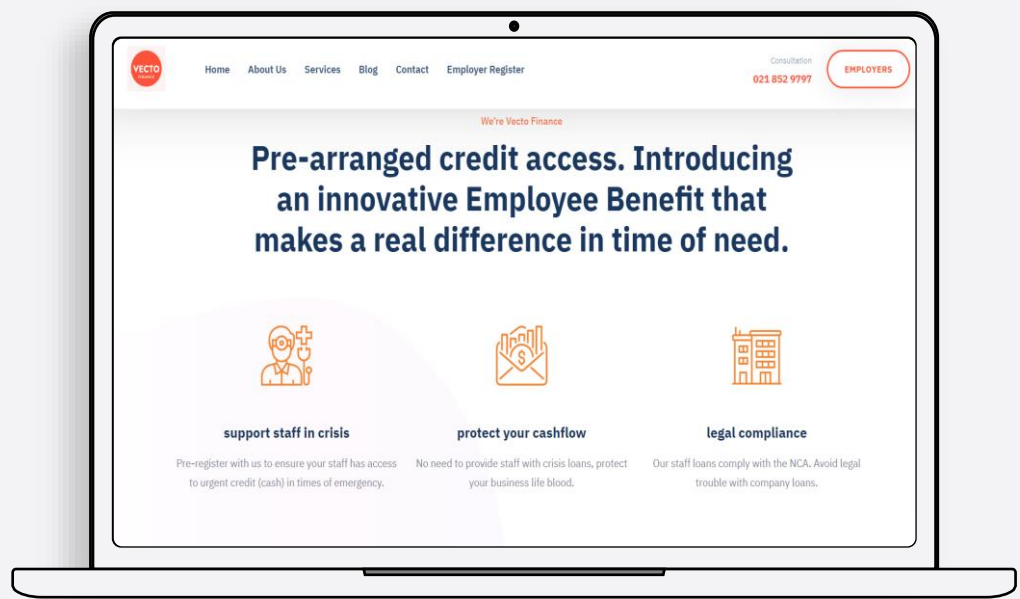 VECTO
FINANCE
Home About Us Services Blog Contact Employer Register
Consultation
021 852 9797
EMPLOYERS
We're Vecto Finance
Pre-arranged credit access. Introducing
an innovative Employee Benefit that
makes a real difference in time of need.
$
support staff in crisis
Pre-register with us to ensure your staff has access
to urgent credit (cash) in times of emergency.
protect your cashflow
No need to provide staff with crisis loans, protect
your business life blood.
legal compliance
Our staff loans comply with the NCA. Avoid legal
trouble with company loans.